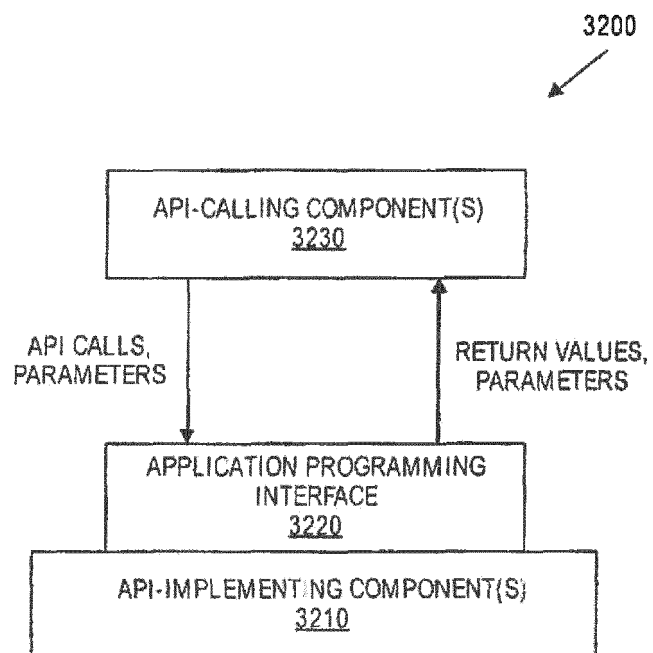 3200
API-CALLING COMPONENT(S)
3230
API CALLS,
PARAMETERS
RETURN VALUES,
PARAMETERS
APPLICATION PROGRAMMING
INTERFACE
3220
API-IMPLEMENTING COMPONENT(S)
3210